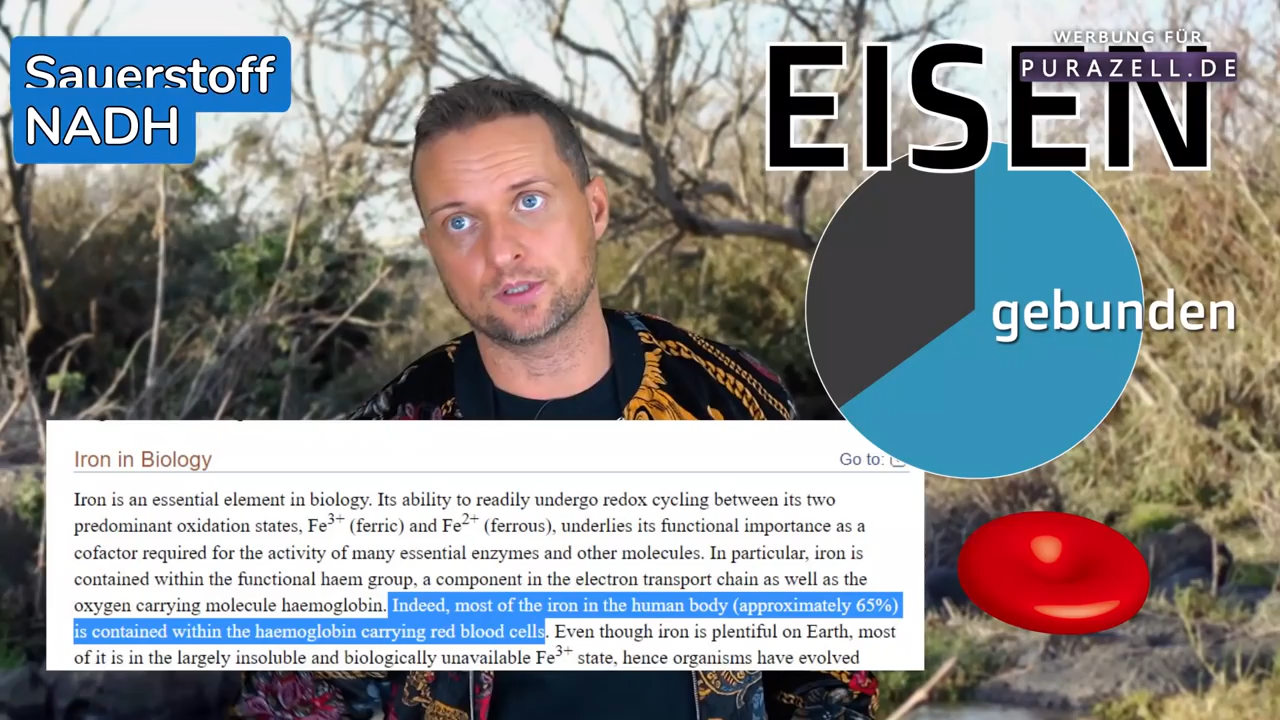 Sauerstoff
NADH
WERBUNG FÜR
PURAZELL.DE
EISEN
gebunden
Iron in Biology
Go to:
Iron is an essential element in biology. Its ability to readily undergo redox cycling between its two
predominant oxidation states, Fe3+ (ferric) and Fe2+ (ferrous), underlies its functional importance as a
cofactor required for the activity of many essential enzymes and other molecules. In particular, iron is
contained within the functional haem group, a component in the electron transport chain as well as the
oxygen carrying molecule haemoglobin. Indeed, most of the iron in the human body (approximately 65%)
is contained within the haemoglobin carrying red blood cells. Even though iron is plentiful on Earth, most
of it is in the largely insoluble and biologically unavailable Fe3+ state, hence organisms have evolved